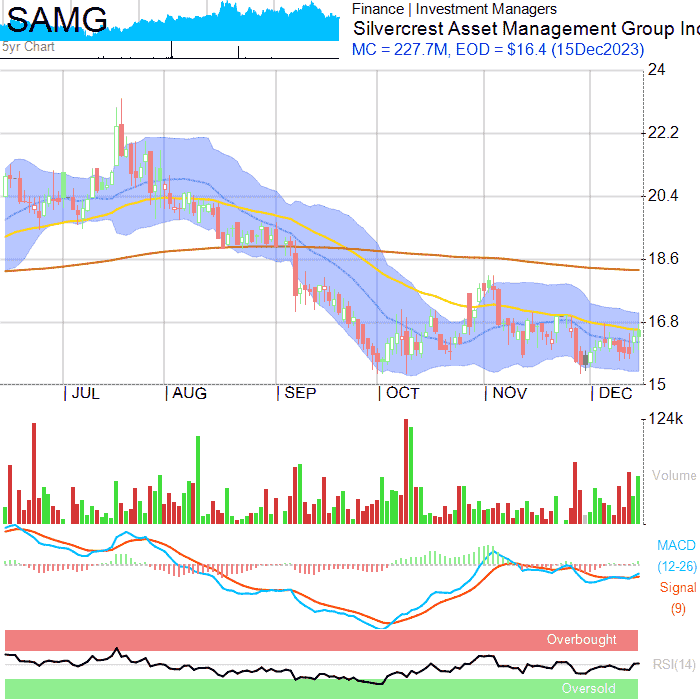 SAMG
5yr Chart
Finance | Investment Managers
Silvercrest Asset Management Group Inc
MC = 227.7M, EOD = $16.4 (15Dec2023)
24
22.2
20.4
18.6
16.8
15
JUL AUG SEP OCT NOV DEC
124k
Volume
MACD
(12-26)
Signal
(9)
Overbought
RSI(14)
Oversold